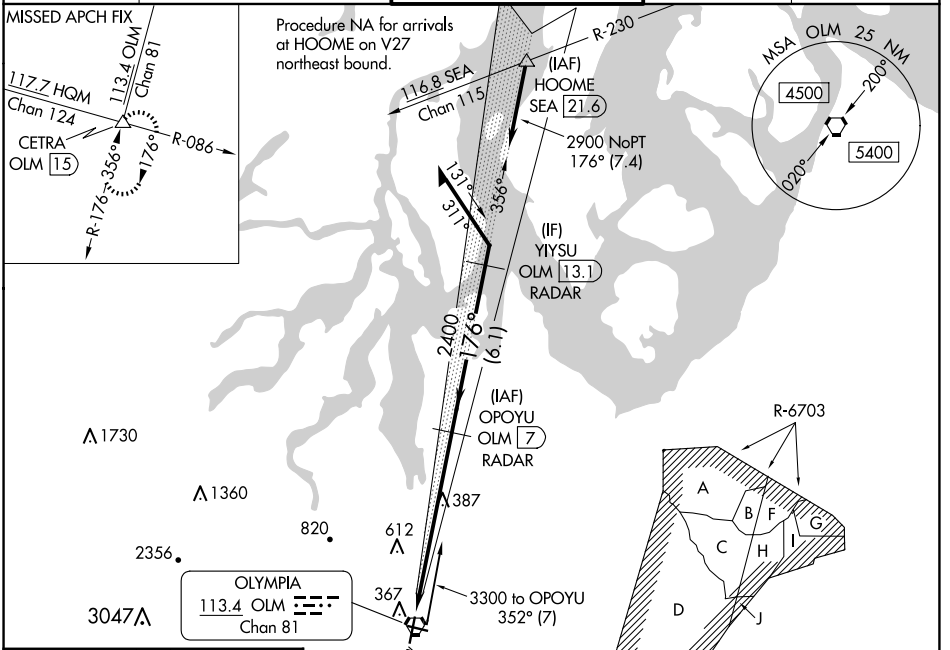 MISSED APCH FIX
113.4 OLM
Chan 81
117.7 HQM
Chan 124
CETRA
OLM 15
R-086
356°
176°
R-176
Procedure NA for arrivals
at HOOME on V27
northeast bound.
R-230
116.8 SEA
Chan 115
(IAF)
HOOME
SEA 21.6
2900 NoPT
176° (7.4)
MSA OLM 25 NM
4500
200°
5400
020°
131°
311°
356°
(IF)
YIYSU
OLM 13.1
RADAR
2400
176°
(6.1)
(IAF)
OPOYU
OLM 7
RADAR
R-6703
1730
1360
387
820
612
2356
A
B
F
G
C
H
I
D
J
OLYMPIA
113.4 OLM
Chan 81
367
3047
3300 to OPOYU
352° (7)